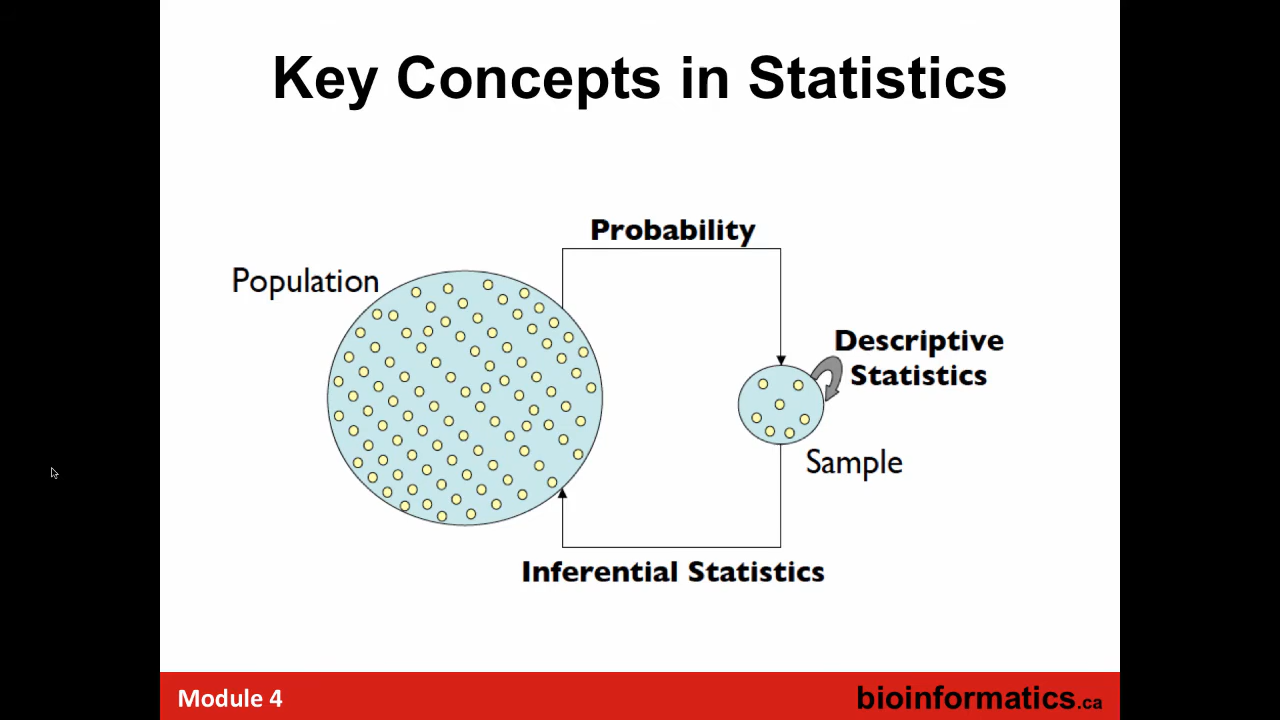 Key Concepts in Statistics
Probability
Population
Descriptive
Statistics
Sample
Inferential Statistics
Module 4
bioinformatics.ca